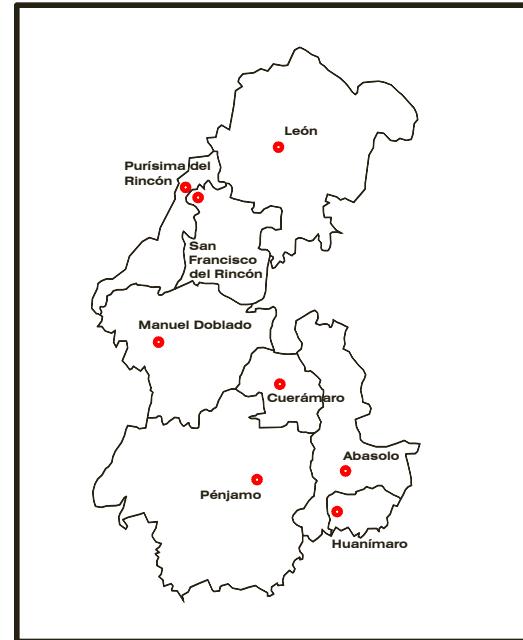 León
Purísima del
Rincón
San
Francisco
del Rincón
Manuel Doblado
Cuerámaro
Abasolo
Pénjamo
Huanímaro